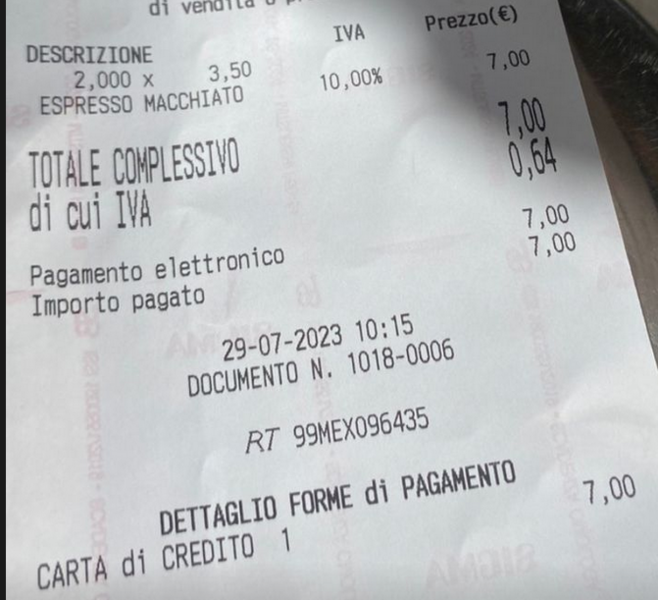 di vendita o p
DESCRIZIONE IVA Prezzo(€)
2,000 x 3,50
ESPRESSO MACCHIATO 10,00% 7,00
TOTALE COMPLESSIVO 7,00
di cui IVA 0,64
Pagamento elettronico 7,00
Importo pagato 7,00
29-07-2023 10:15
DOCUMENTO N. 1018-0006
RT 99MEX096435
DETTAGLIO FORME di PAGAMENTO
CARTA di CREDITO 1 7,00